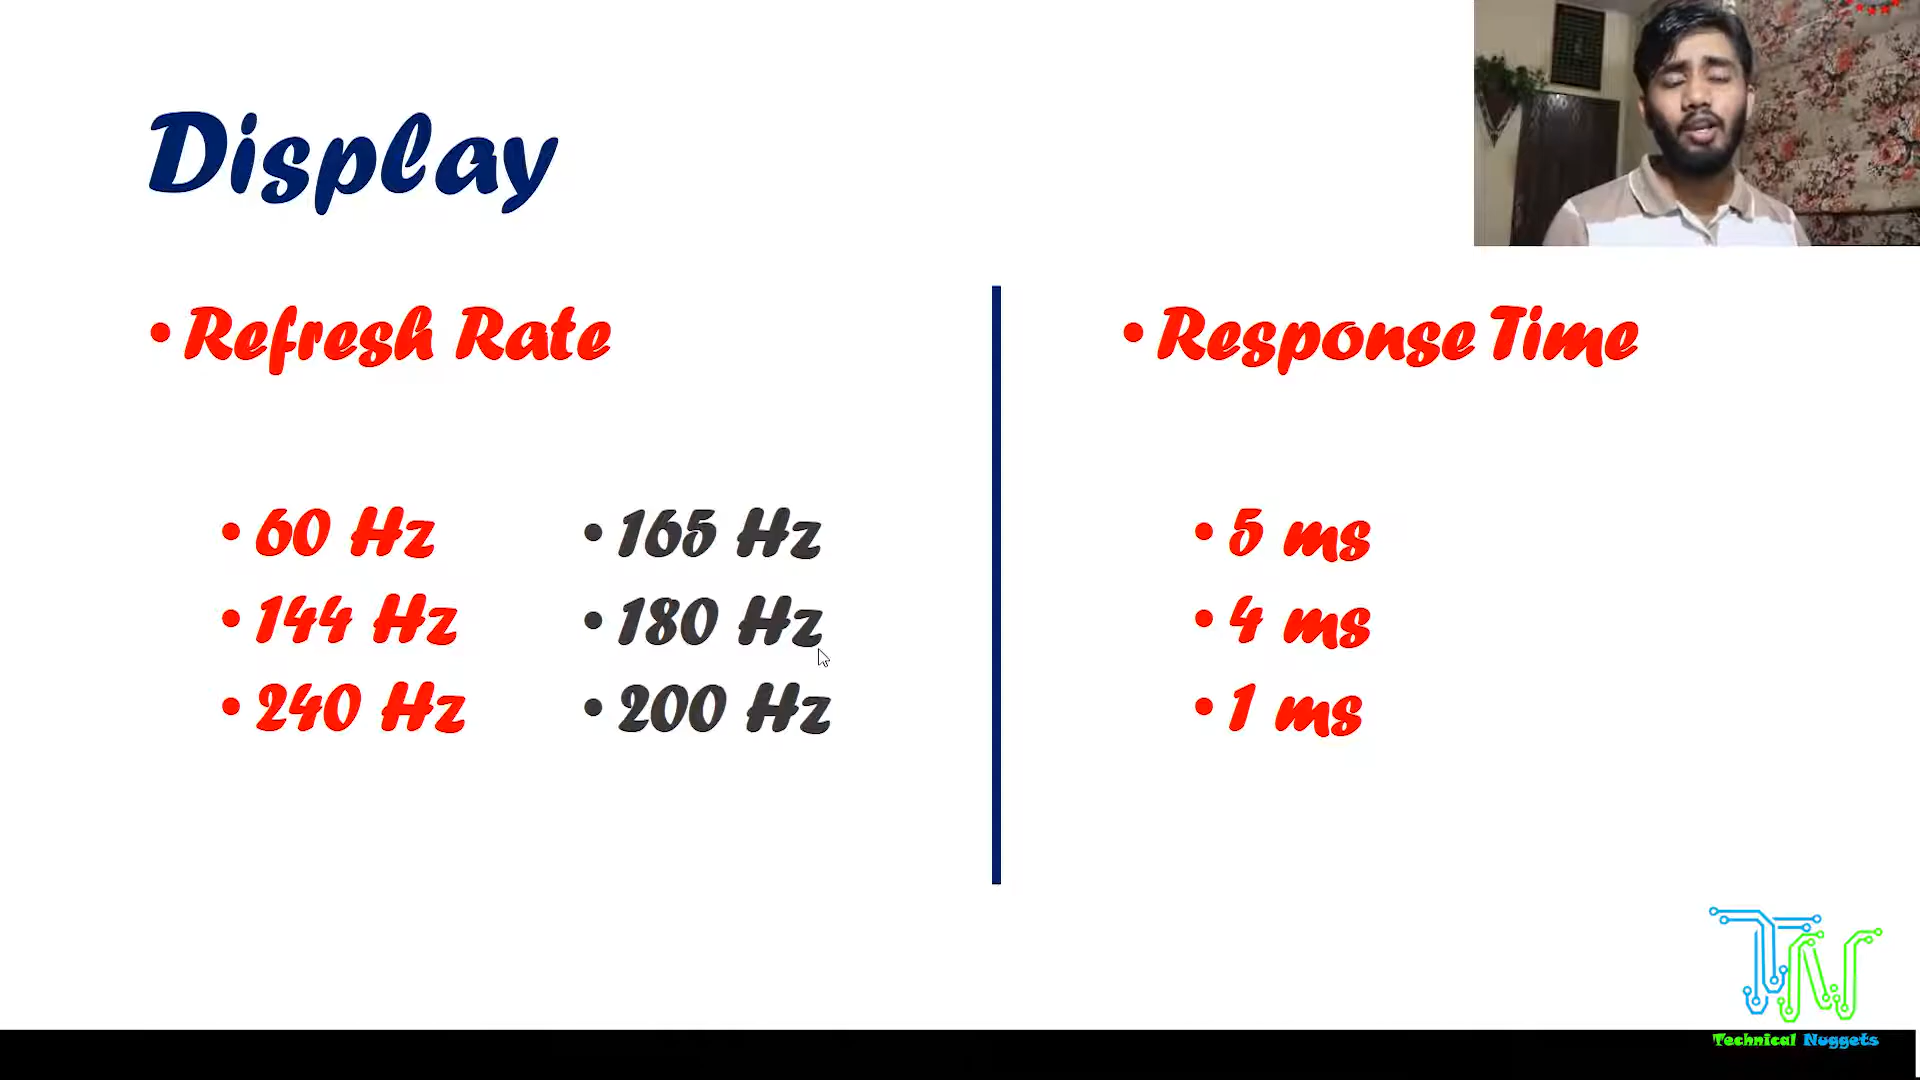 Display
• Refresh Rate
• 60 Hz
• 144 Hz
• 240 Hz
• 165 Hz
• 180 Hz
• 200 Hz
• Response Time
• 5 ms
• 4 ms
• 1 ms
TN
Technical Nuggets